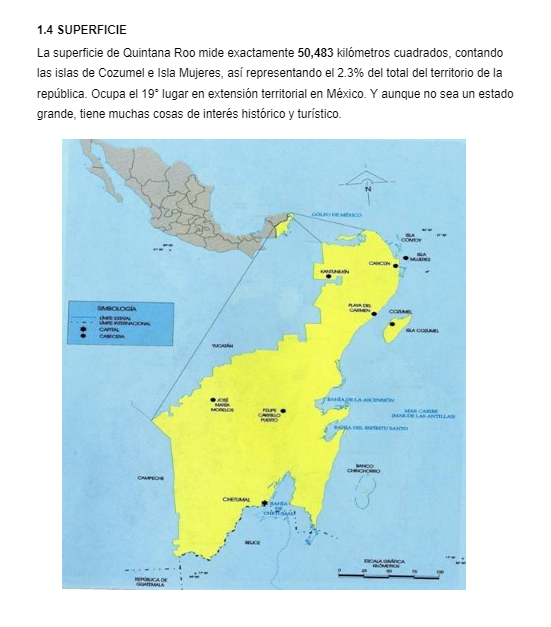 1.4 SUPERFICIE
La superficie de Quintana Roo mide exactamente 50,483 kilómetros cuadrados, contando
las islas de Cozumel e Isla Mujeres, así representando el 2.3% del total del territorio de la
república. Ocupa el 19° lugar en extensión territorial en México. Y aunque no sea un estado
grande, tiene muchas cosas de interés histórico y turístico.
N
GOLFO DE MÉXICO
ISLA
CONTOY
ISLA
MUJERES
CANCÚN
KANTUNILKÍN
PLAYA DEL
CARMEN
COZUMEL
ISLA COZUMEL
SIMBOLOGÍA
LÍMITE ESTATAL
LÍMITE INTERNACIONAL
CAPITAL
CABECERA
YUCATÁN
JOSÉ
MARÍA
MORELOS
FELIPE
CARRILLO
PUERTO
BAHÍA DE LA ASCENSIÓN
MAR CARIBE
(MAR DE LAS ANTILLAS)
BAHÍA DEL ESPÍRITU SANTO
BANCO
CHINCHORRO
CAMPECHE
CHETUMAL
BAHÍA
DE
CHETUMAL
BELICE
REPÚBLICA DE
GUATEMALA
ESCALA GRÁFICA
KILÓMETROS
0 25 50 75 100